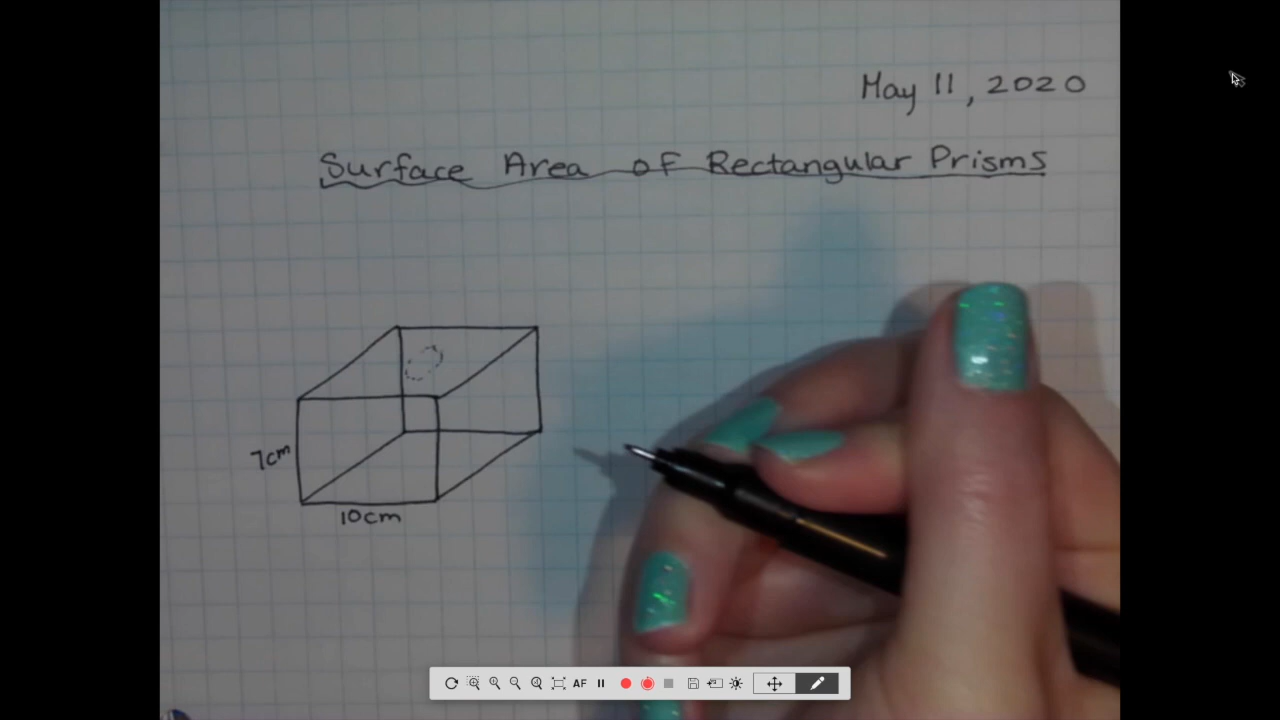 May 11, 2020
Surface Area of Rectangular Prisms
7cm
10cm
AF